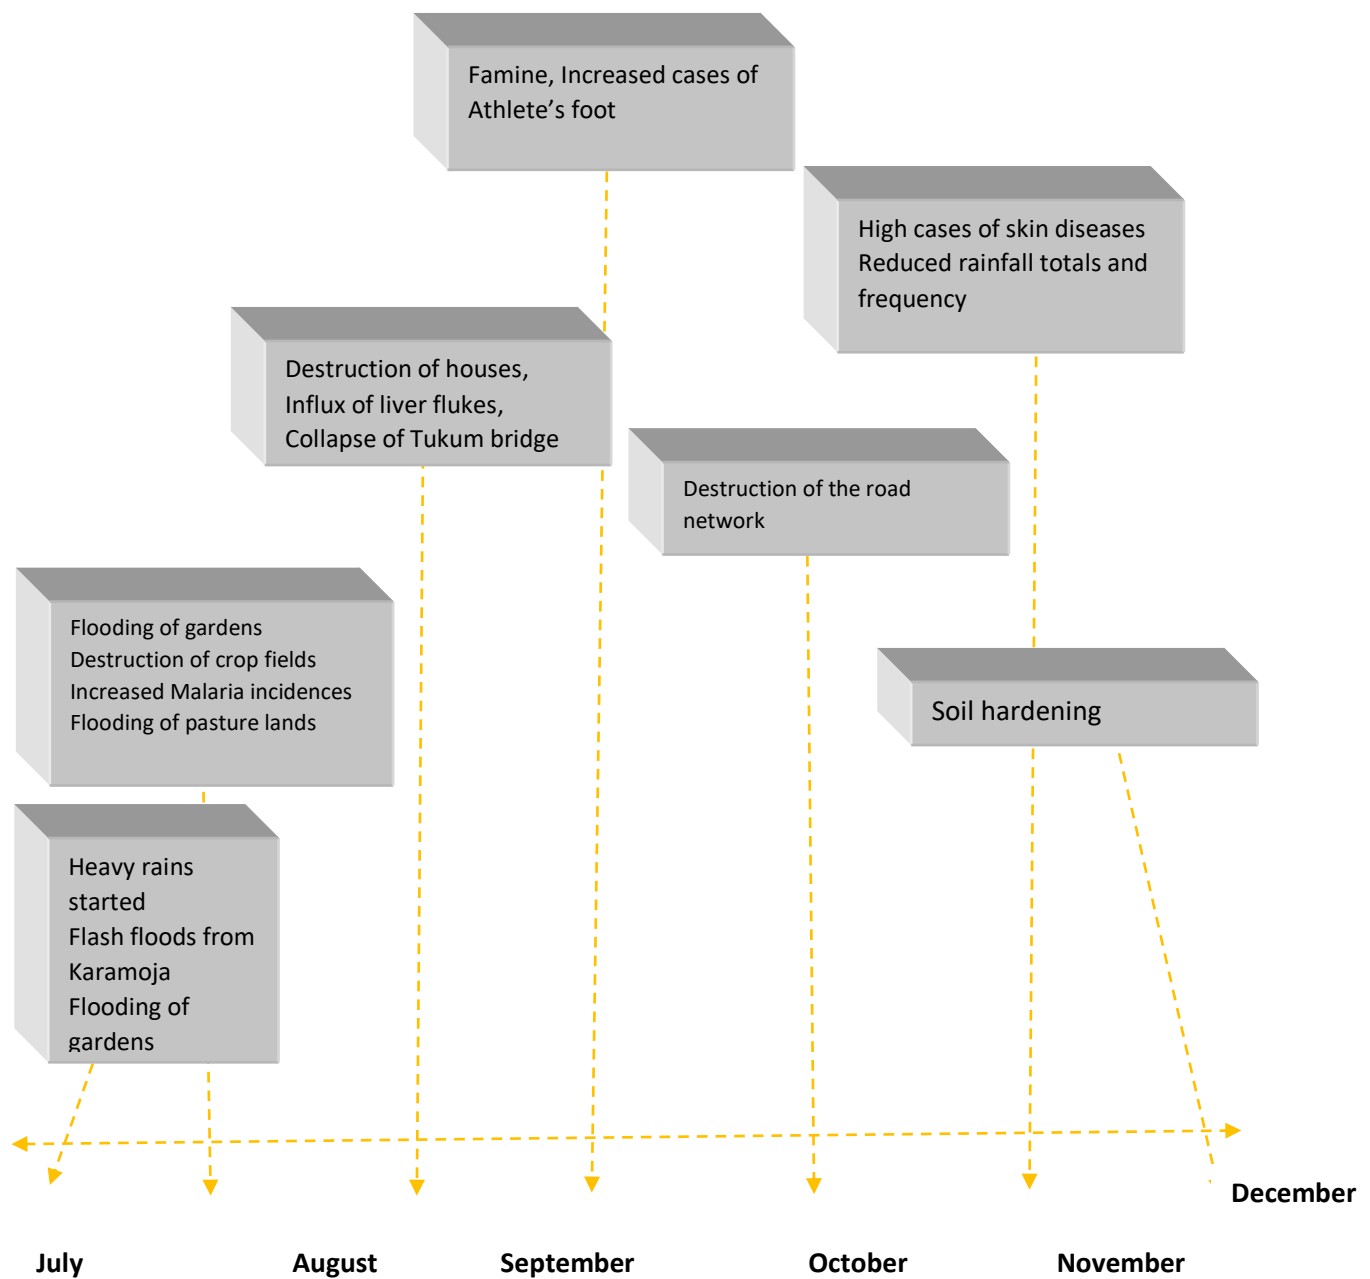 Famine, Increased cases of
Athlete’s foot
High cases of skin diseases
Reduced rainfall totals and
frequency
Destruction of houses,
Influx of liver flukes,
Collapse of Tukum bridge
Destruction of the road
network
Flooding of gardens
Destruction of crop fields
Increased Malaria incidences
Flooding of pasture lands
Soil hardening
Heavy rains
started
Flash floods from
Karamoja
Flooding of
gardens
December
July August September October November